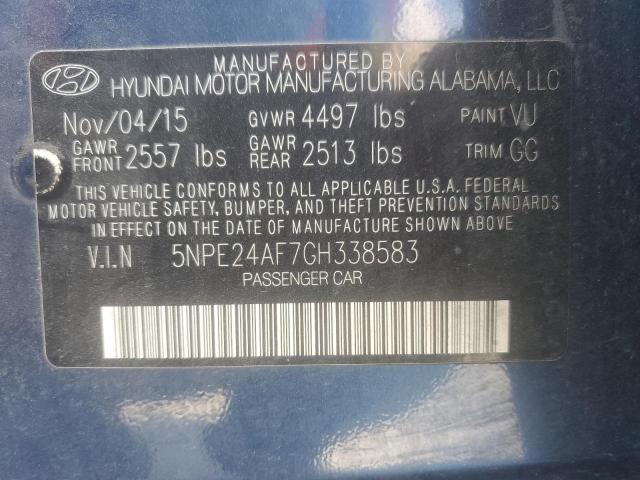 MANUFACTURED BY
HYUNDAI MOTOR MANUFACTURING ALABAMA, LLC
Nov/04/15 GVWR 4497 lbs PAINT VU
GAWR FRONT 2557 lbs GAWR REAR 2513 lbs TRIM GG
THIS VEHICLE CONFORMS TO ALL APPLICABLE U.S.A. FEDERAL
MOTOR VEHICLE SAFETY, BUMPER, AND THEFT PREVENTION STANDARDS
IN EFFECT ON THE DATE OF MANUFACTURE SHOWN ABOVE.
V.I.N 5NPE24AF7GH338583
PASSENGER CAR